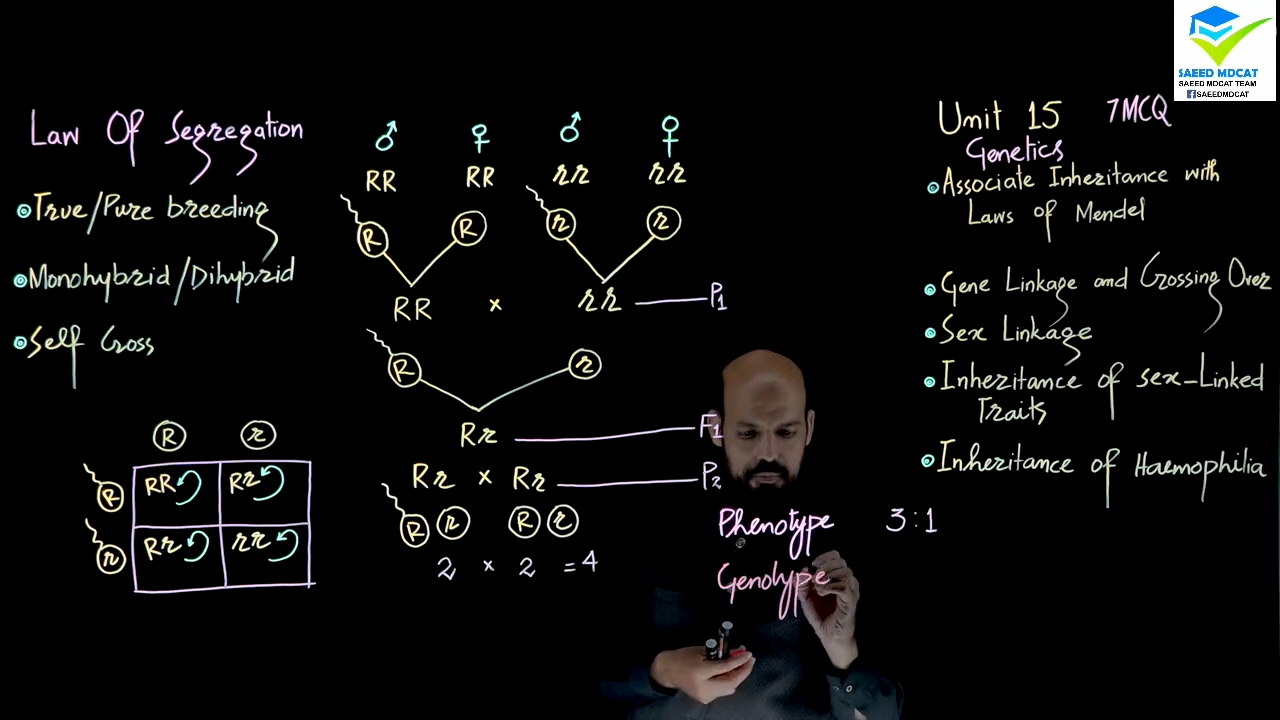 SAEED MDCAT
SAEED MDCAT TEAM
SAEEDMDCAT
Law Of Segregation
True/Pure breeding
Monohybrid/Dihybrid
Self Cross
R r
R RR Rr
r Rr rr
♂ ♀ ♂ ♀
RR RR rr rr
R R r r
RR × rr P1
R r
Rr F1
Rr × Rr P2
R r R r
2 × 2 = 4
Phenotype 3:1
Genotype
Unit 15 7MCQ
Genetics
Associate Inheritance with
Laws of Mendel
Gene Linkage and Crossing Over
Sex Linkage
Inheritance of sex-Linked
Traits
Inheritance of Haemophilia